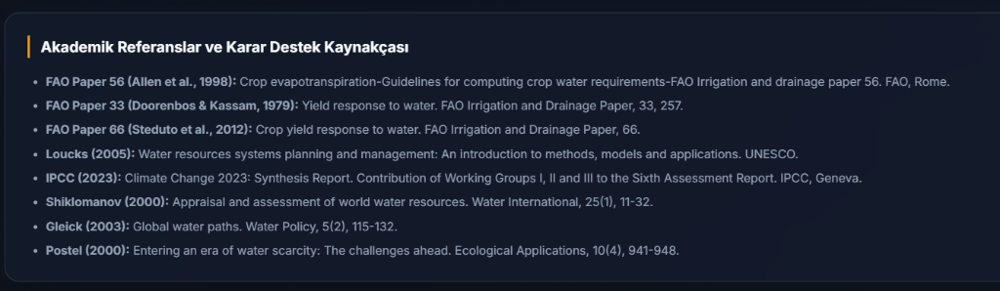 Akademik Referanslar ve Karar Destek Kaynakçası
• FAO Paper 56 (Allen et al., 1998): Crop evapotranspiration-Guidelines for computing crop water requirements-FAO Irrigation and drainage paper 56. FAO, Rome.
• FAO Paper 33 (Doorenbos & Kassam, 1979): Yield response to water. FAO Irrigation and Drainage Paper, 33, 257.
• FAO Paper 66 (Steduto et al., 2012): Crop yield response to water. FAO Irrigation and Drainage Paper, 66.
• Loucks (2005): Water resources systems planning and management: An introduction to methods, models and applications. UNESCO.
• IPCC (2023): Climate Change 2023: Synthesis Report. Contribution of Working Groups I, II and III to the Sixth Assessment Report. IPCC, Geneva.
• Shiklomanov (2000): Appraisal and assessment of world water resources. Water International, 25(1), 11-32.
• Gleick (2003): Global water paths. Water Policy, 5(2), 115-132.
• Postel (2000): Entering an era of water scarcity: The challenges ahead. Ecological Applications, 10(4), 941-948.